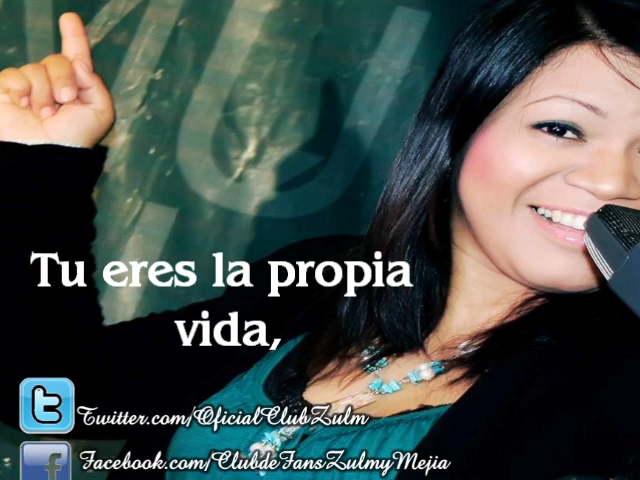 Tu eres la propia
vida,
Twitter.com/OficialClubZulm
Facebook.com/ClubdeFansZulmyMejia